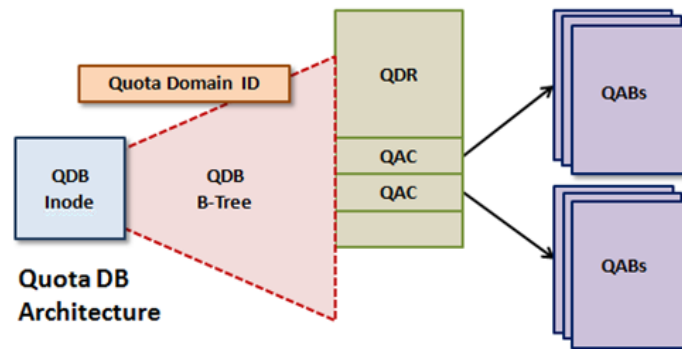 Quota Domain ID
QDB
Inode
QDB
B-Tree
QDR
QAC
QAC
QABs
QABs
Quota DB
Architecture